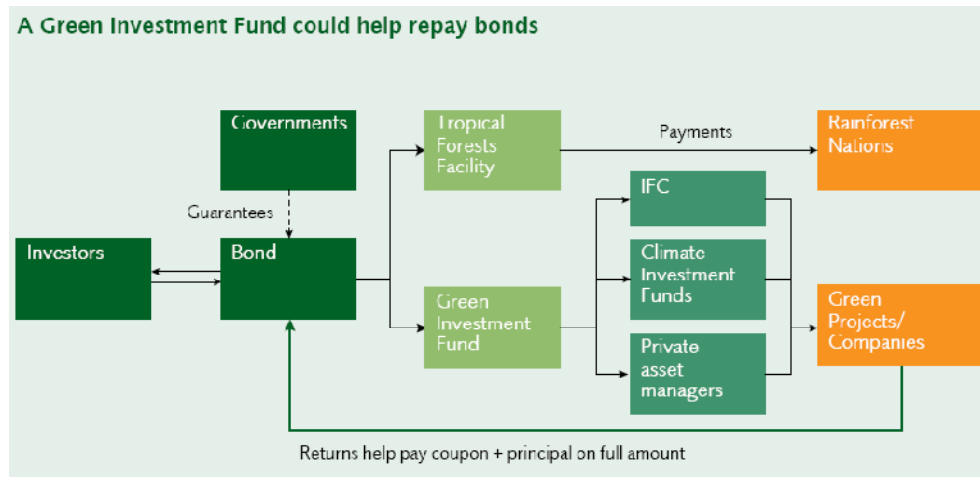 A Green Investment Fund could help repay bonds
Governments
Tropical
Forests
Facility
Payments
Rainforest
Nations
Guarantees
IFC
Investors
Bond
Climate
Investment
Funds
Green
Investment
Fund
Green
Projects/
Companies
Private
asset
managers
Returns help pay coupon + principal on full amount